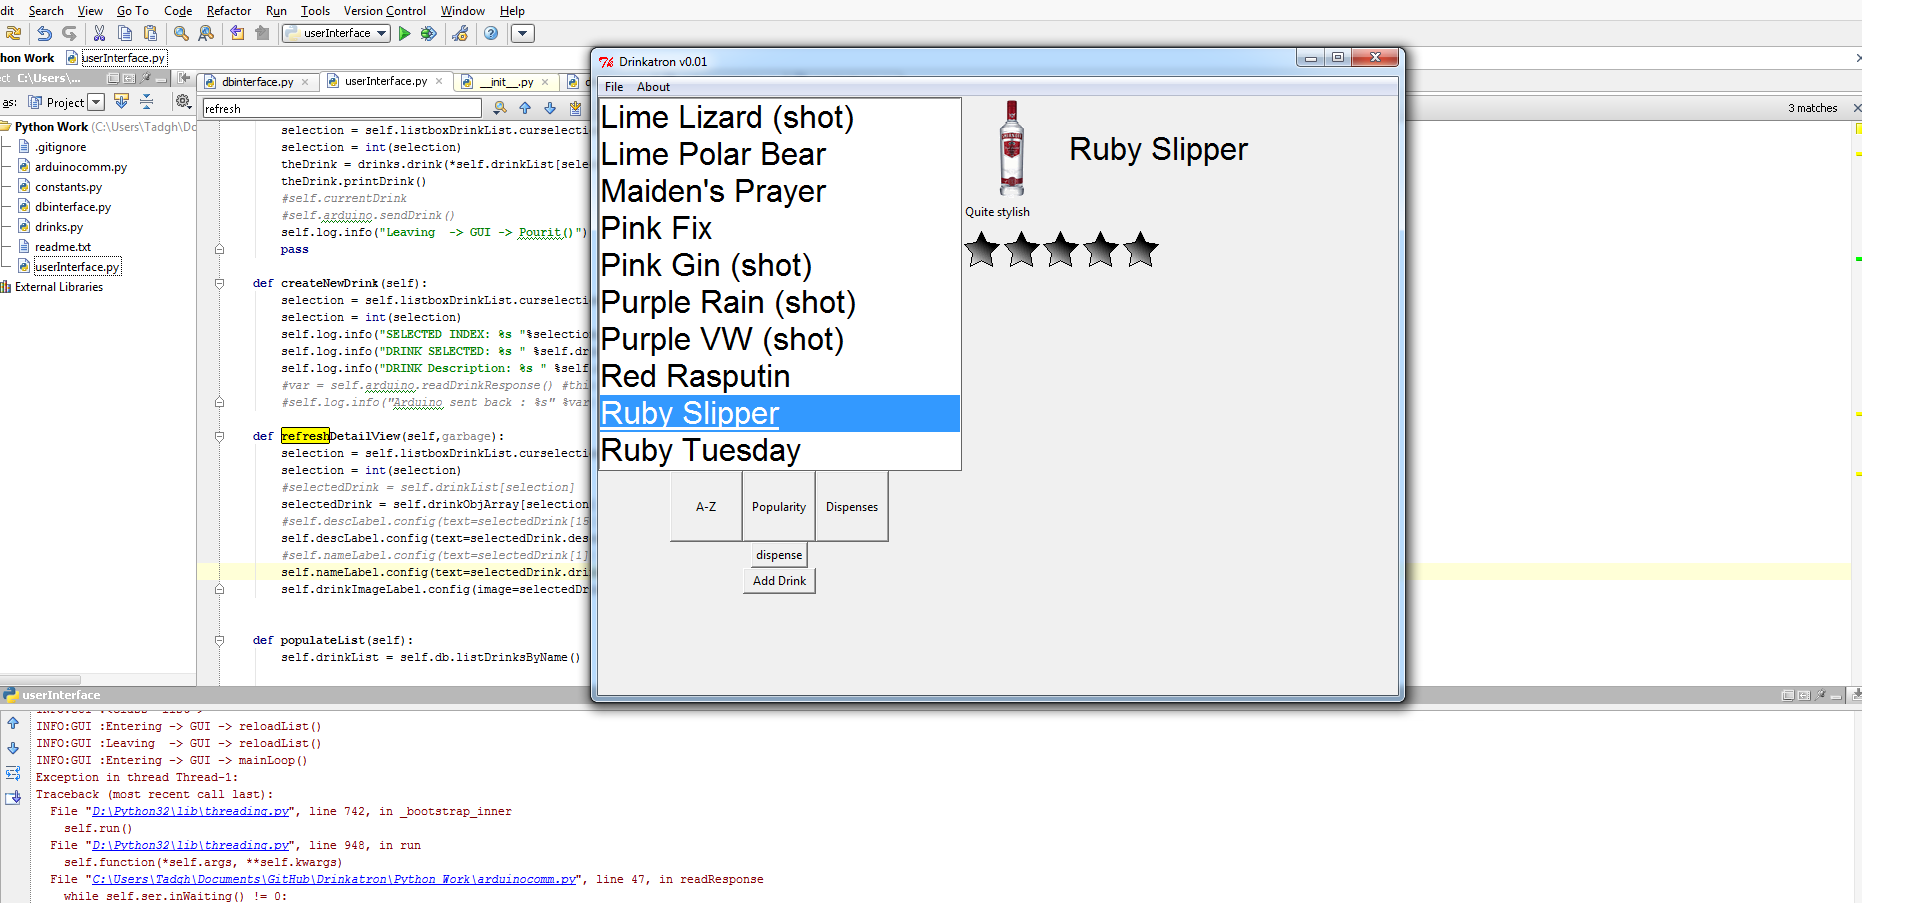 dit Search View Go To Code Refactor Run Tools Version Control Window Help
userInterface
hon Work userInterface.py
ct C:\Users\...
dbinterface.py userInterface.py __init__.py
as: Project
refresh
3 matches
Python Work (C:\Users\Tadgh\Do
.gitignore
arduinocomm.py
constants.py
dbinterface.py
drinks.py
readme.txt
userInterface.py
External Libraries
selection = self.listboxDrinkList.curselecti
selection = int(selection)
theDrink = drinks.drink(*self.drinkList[sele
theDrink.printDrink()
#self.currentDrink
#self.arduino.sendDrink()
self.log.info("Leaving  -> GUI -> Pourit()")
pass
def createNewDrink(self):
selection = self.listboxDrinkList.curselecti
selection = int(selection)
self.log.info("SELECTED INDEX: %s "%selection
self.log.info("DRINK SELECTED: %s " %self.dr
self.log.info("DRINK Description: %s " %self
#var = self.arduino.readDrinkResponse() #thi
#self.log.info("Arduino sent back : %s" %var
def refreshDetailView(self,garbage):
selection = self.listboxDrinkList.curselecti
selection = int(selection)
#selectedDrink = self.drinkList[selection]
selectedDrink = self.drinkObjArray[selection
#self.descLabel.config(text=selectedDrink[15
self.descLabel.config(text=selectedDrink.des
#self.nameLabel.config(text=selectedDrink[1]
self.nameLabel.config(text=selectedDrink.dri
self.drinkImageLabel.config(image=selectedDr
def populateList(self):
self.drinkList = self.db.listDrinksByName()
Drinkatron v0.01
File About
Lime Lizard (shot)
Lime Polar Bear
Maiden's Prayer
Pink Fix
Pink Gin (shot)
Purple Rain (shot)
Purple VW (shot)
Red Rasputin
Ruby Slipper
Ruby Tuesday
A-Z Popularity Dispenses
dispense
Add Drink
Ruby Slipper
Quite stylish
userInterface
INFO:GUI :Entering -> GUI -> reloadList()
INFO:GUI :Leaving  -> GUI -> reloadList()
INFO:GUI :Entering -> GUI -> mainLoop()
Exception in thread Thread-1:
Traceback (most recent call last):
File "D:\Python32\lib\threading.py", line 742, in _bootstrap_inner
self.run()
File "D:\Python32\lib\threading.py", line 948, in run
self.function(*self.args, **self.kwargs)
File "C:\Users\Tadgh\Documents\GitHub\Drinkatron\Python Work\arduinocomm.py", line 47, in readResponse
while self.ser.inWaiting() != 0: